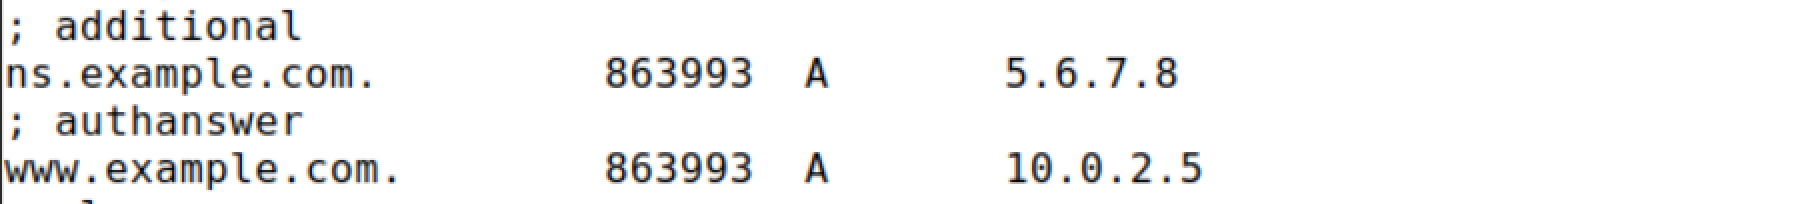 ; additional
ns.example.com.          863993  A       5.6.7.8
; authanswer
www.example.com.         863993  A       10.0.2.5